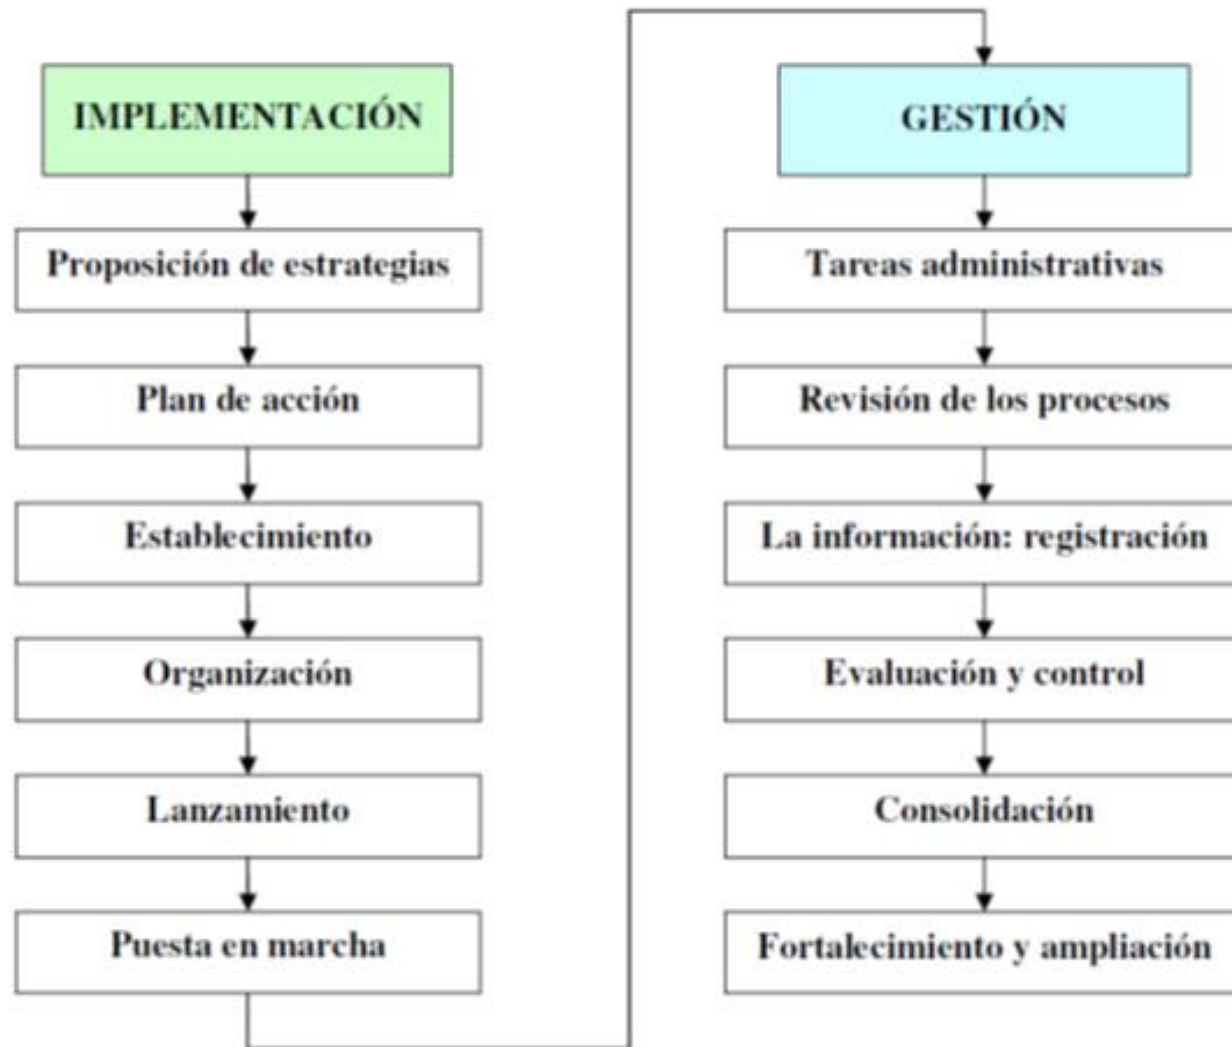 IMPLEMENTACIÓN
Proposición de estrategias
Plan de acción
Establecimiento
Organización
Lanzamiento
Puesta en marcha
GESTIÓN
Tareas administrativas
Revisión de los procesos
La información: registración
Evaluación y control
Consolidación
Fortalecimiento y ampliación